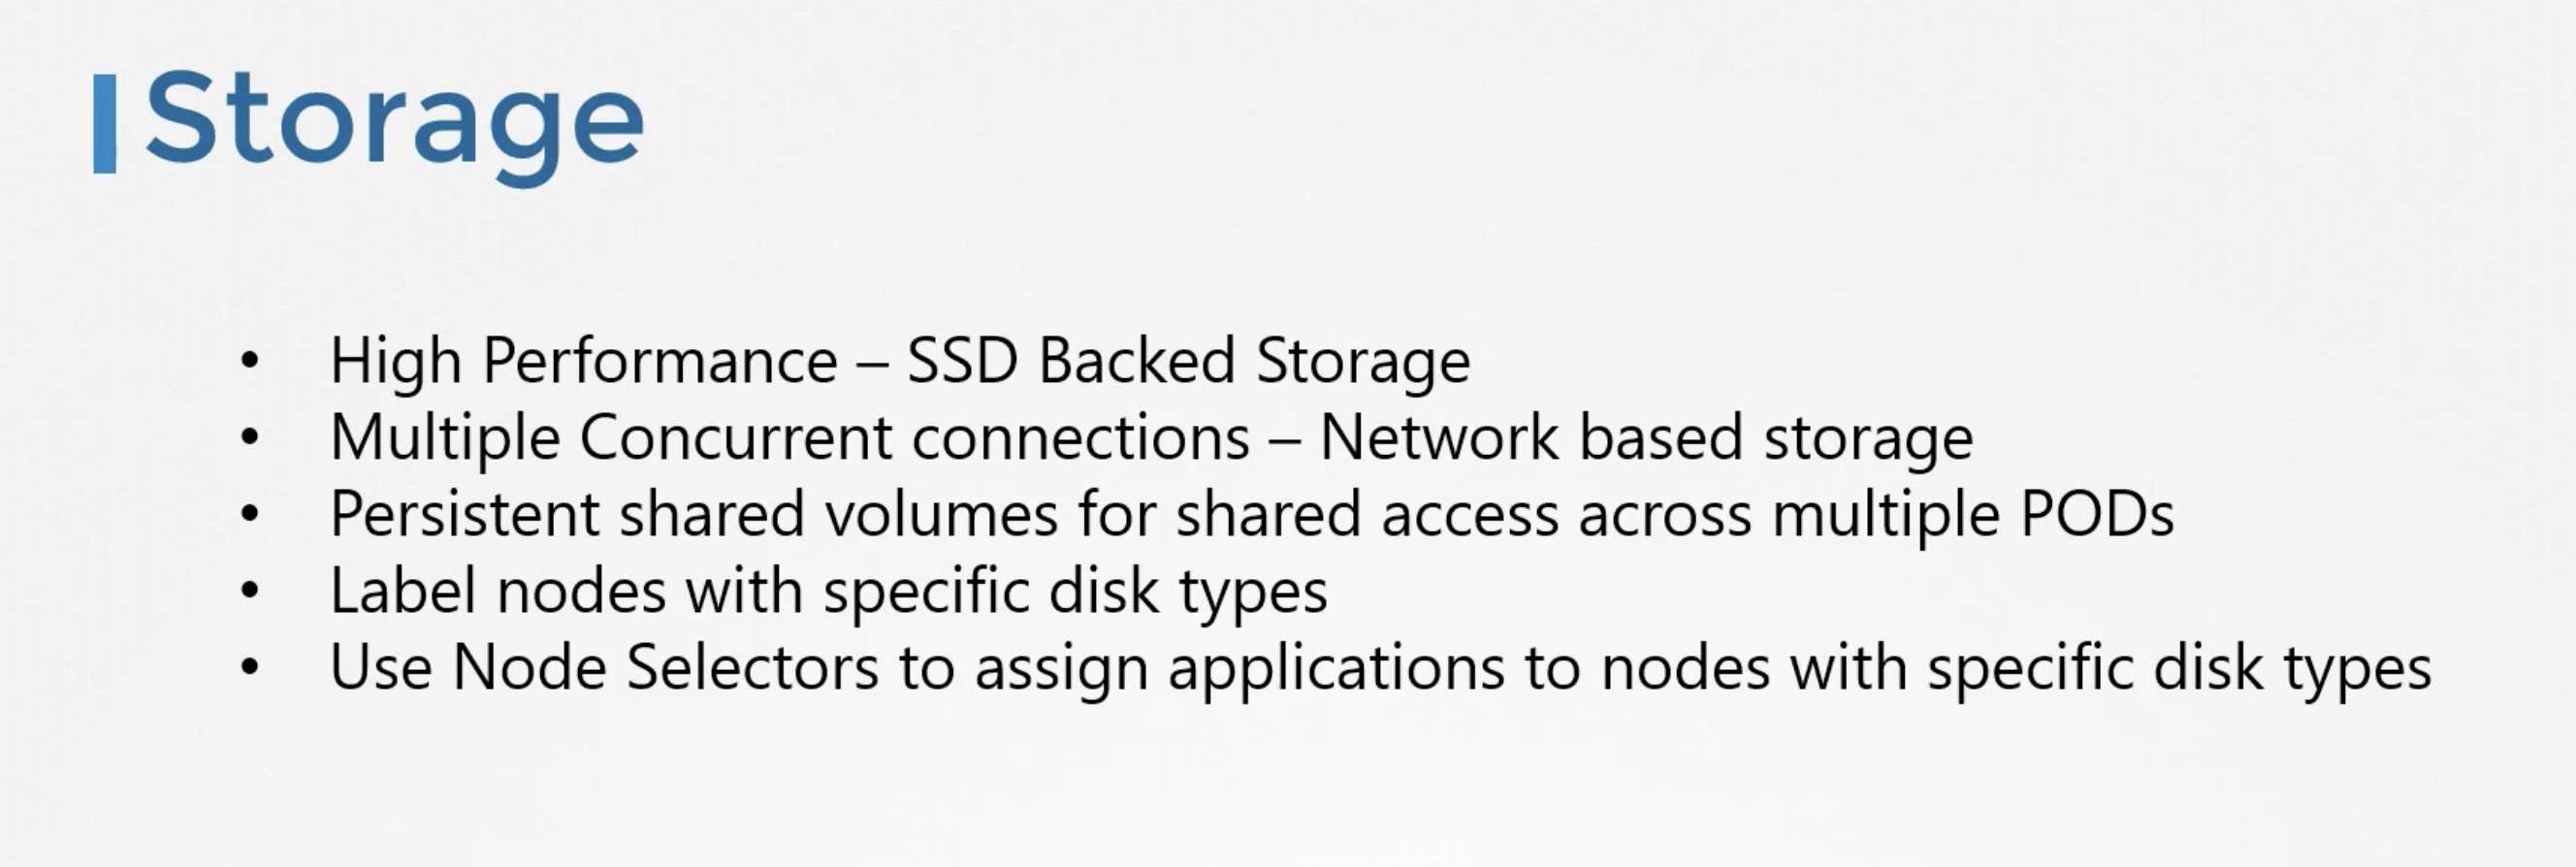 Storage
• High Performance – SSD Backed Storage
• Multiple Concurrent connections – Network based storage
• Persistent shared volumes for shared access across multiple PODs
• Label nodes with specific disk types
• Use Node Selectors to assign applications to nodes with specific disk types